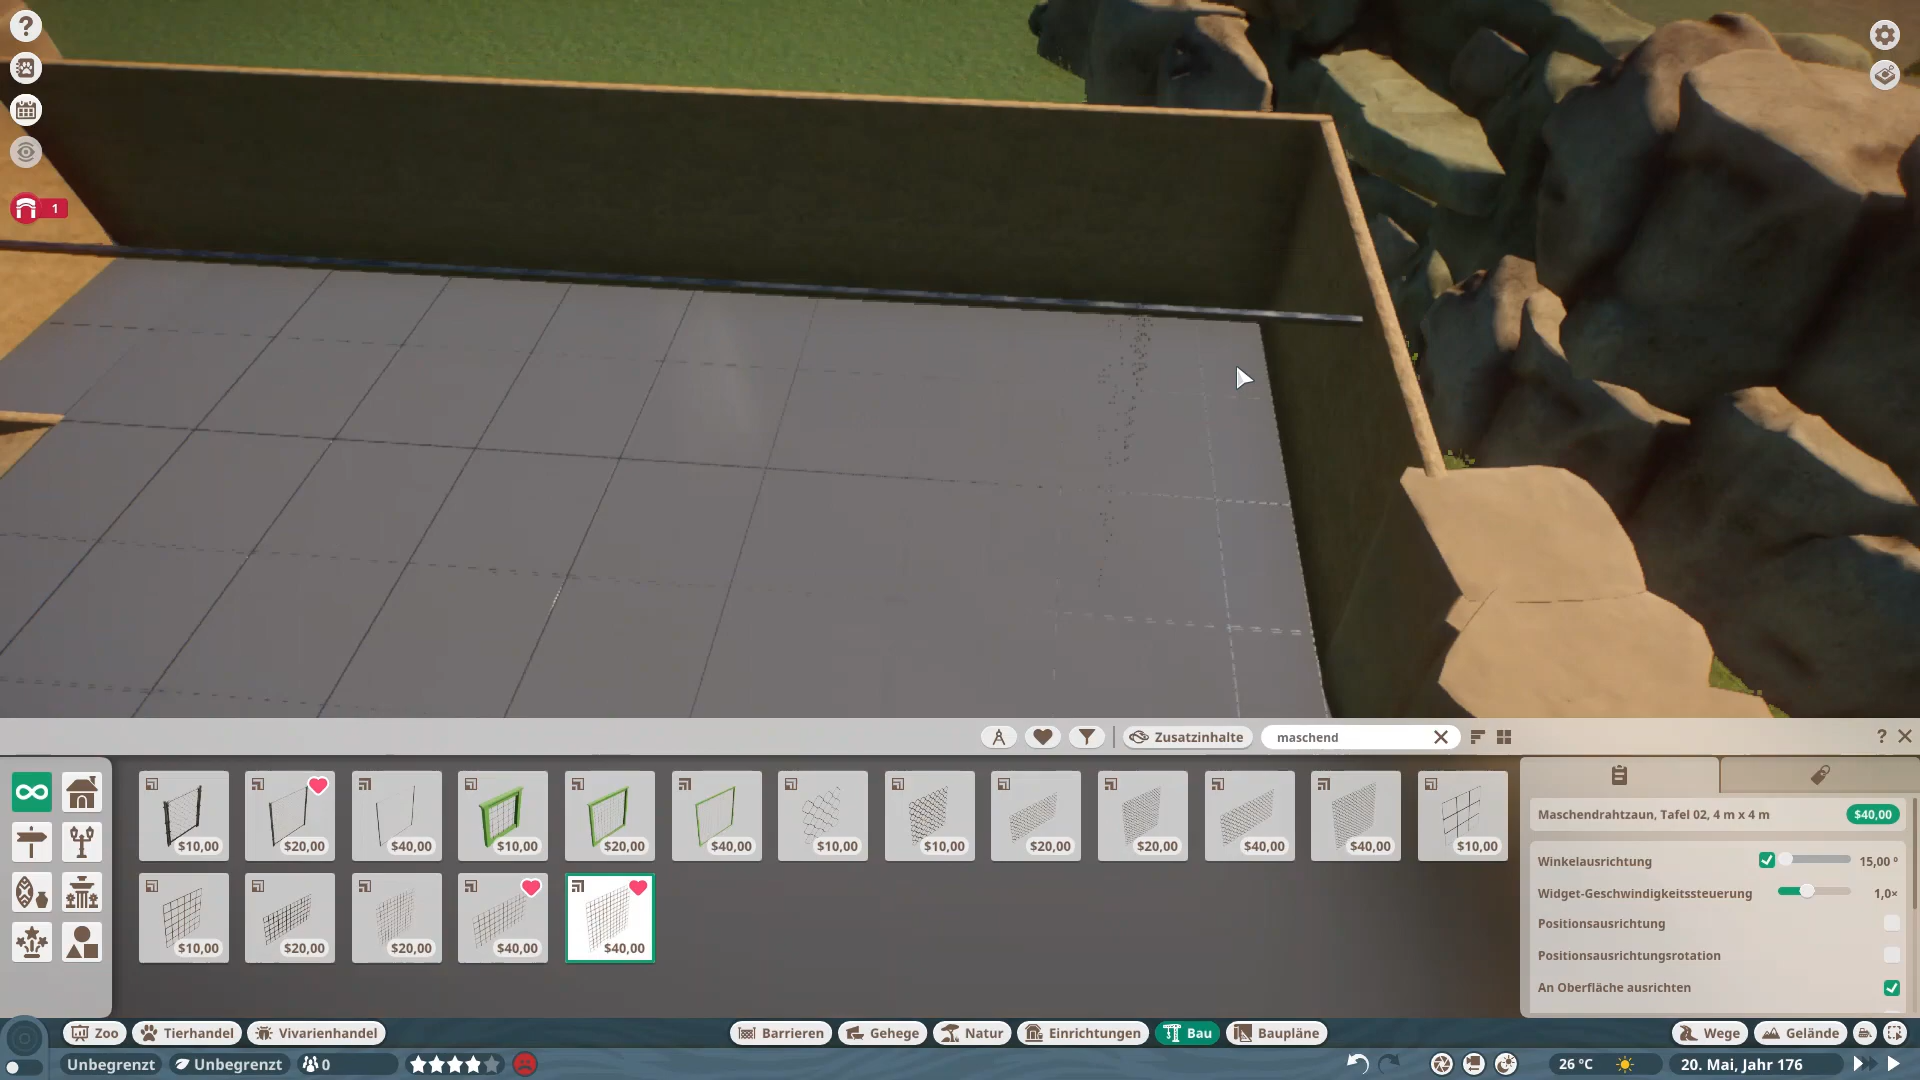 ?
1
Zusatzinhalte
maschend
?
$10,00
$20,00
$40,00
$10,00
$20,00
$40,00
$10,00
$10,00
$20,00
$20,00
$40,00
$40,00
$10,00
$10,00
$20,00
$20,00
$40,00
$40,00
Maschendrahtzaun, Tafel 02, 4 m x 4 m
$40,00
Winkelausrichtung
15,00 °
Widget-Geschwindigkeitssteuerung
1,0×
Positionsausrichtung
Positionsausrichtungsrotation
An Oberfläche ausrichten
Zoo
Tierhandel
Vivarienhandel
Barrieren
Gehege
Natur
Einrichtungen
Bau
Baupläne
Wege
Gelände
Unbegrenzt
Unbegrenzt
0
26 °C
20. Mai, Jahr 176